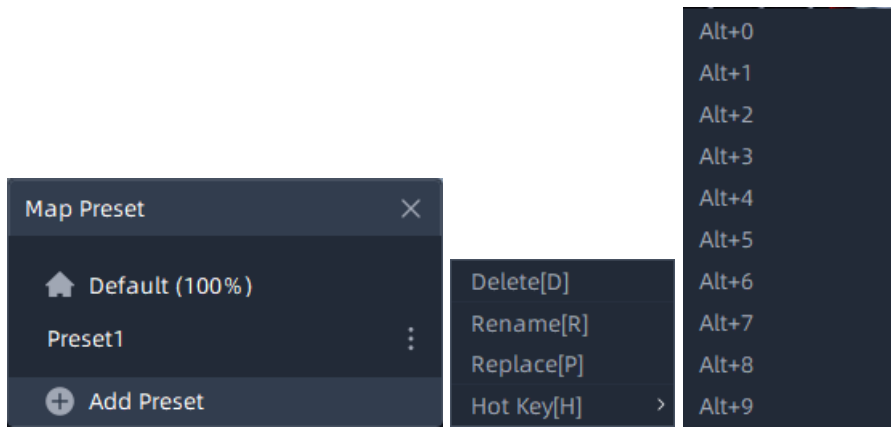 Map Preset
Default (100%)
Preset1
Add Preset
Delete[D]
Rename[R]
Replace[P]
Hot Key[H]
Alt+0
Alt+1
Alt+2
Alt+3
Alt+4
Alt+5
Alt+6
Alt+7
Alt+8
Alt+9